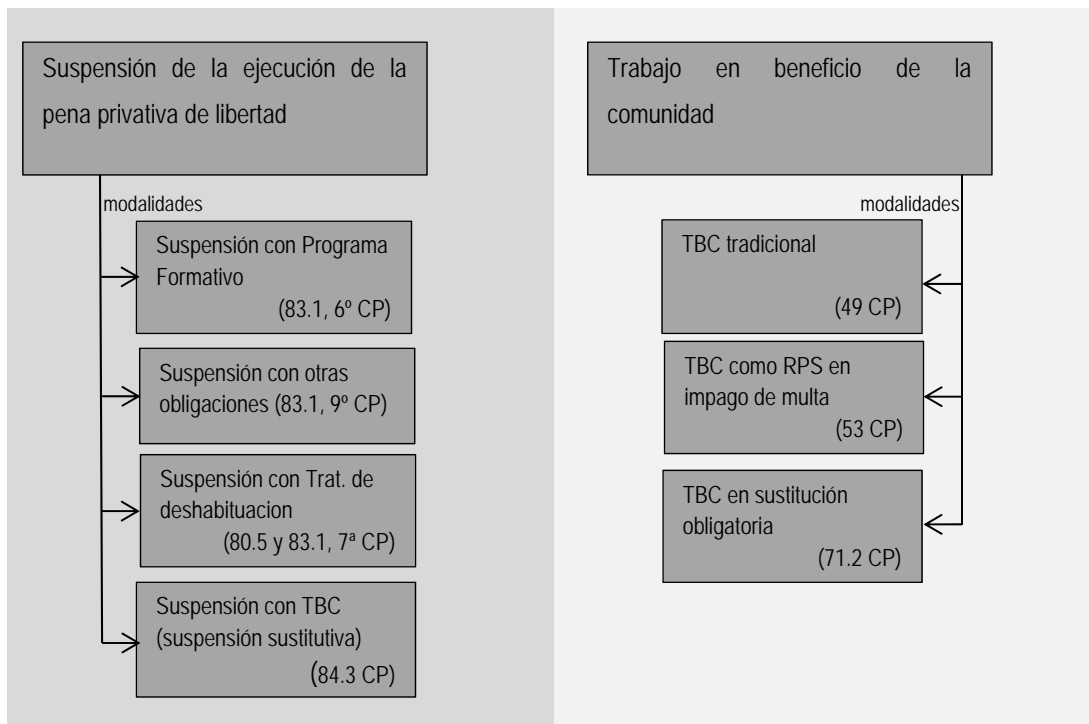 Suspensión de la ejecución de la
pena privativa de libertad
modalidades
Suspensión con Programa
Formativo
(83.1, 6º CP)
Suspensión con otras
obligaciones (83.1, 9º CP)
Suspensión con Trat. de
deshabituacion
(80.5 y 83.1, 7ª CP)
Suspensión con TBC
(suspensión sustitutiva)
(84.3 CP)
Trabajo en beneficio de la
comunidad
modalidades
TBC tradicional
(49 CP)
TBC como RPS en
impago de multa
(53 CP)
TBC en sustitución
obligatoria
(71.2 CP)